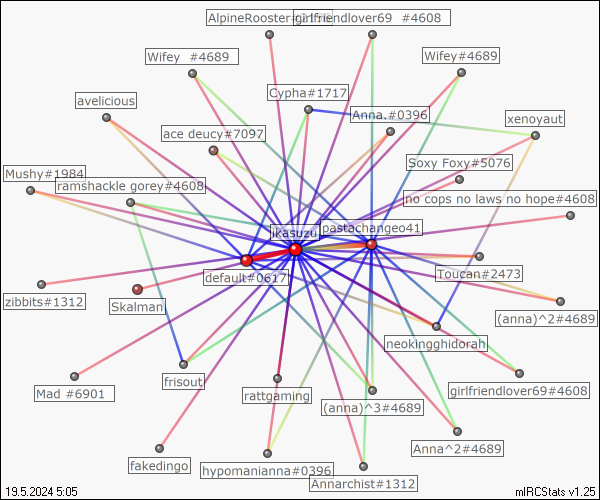 AlpineRooster#2
girlfriendlover69 #4608
Wifey #4689
Wifey#4689
Cypha#1717
avelicious
Anna.#0396
xenoyaut
ace deucy#7097
Soxy Foxy#5076
Mushy#1984
ramshackle gorey#4608
no cops no laws no hope#4608
pastachangeo41
ikasuzu
default#0617
Toucan#2473
zibbits#1312
Skalman
(anna)^2#4689
neokingghidorah
frisout
Mad #6901
rattgaming
girlfriendlover69#4608
(anna)^3#4689
Anna^2#4689
fakedingo
hypomanianna#0396
Annarchist#1312
19.5.2024 5:05
mIRCStats v1.25